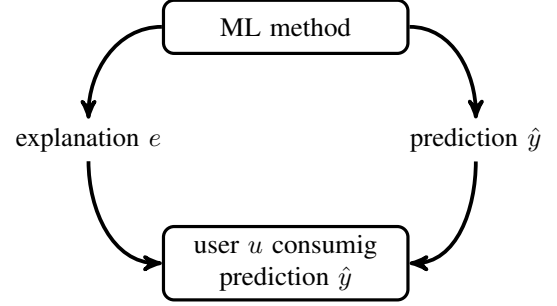 ML method
explanation e
prediction ŷ
user u consumig
prediction ŷ